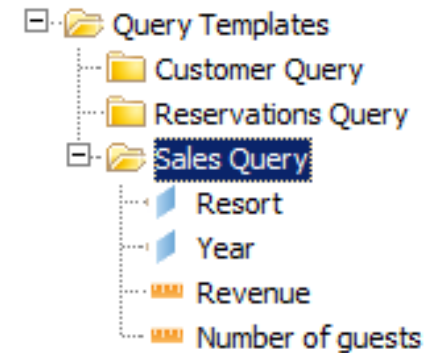 Query Templates
Customer Query
Reservations Query
Sales Query
Resort
Year
Revenue
Number of guests